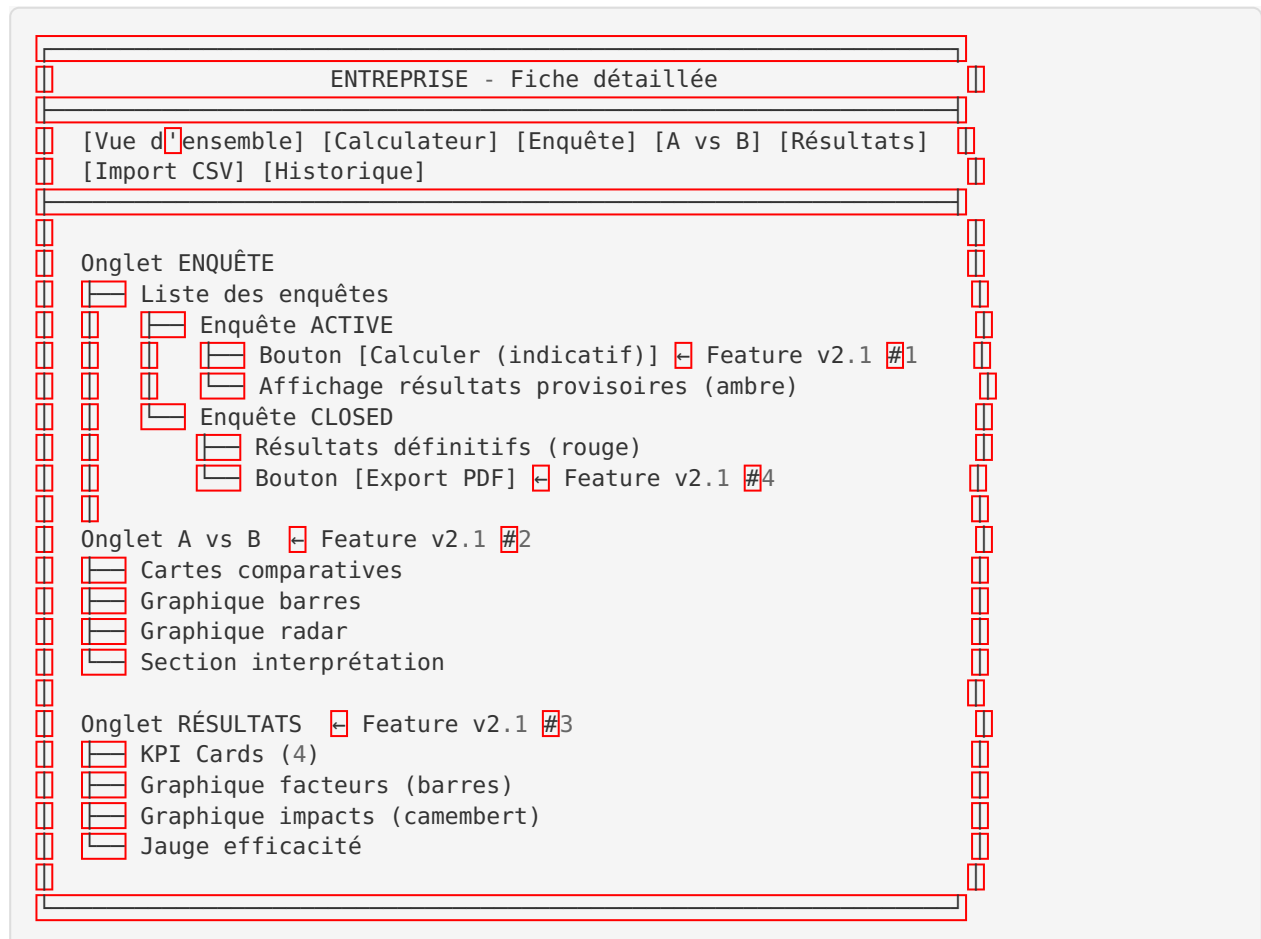 ENTREPRISE - Fiche détaillée
[Vue d'ensemble] [Calculateur] [Enquête] [A vs B] [Résultats]
[Import CSV] [Historique]
Onglet ENQUÊTE
├── Liste des enquêtes
│   ├── Enquête ACTIVE
│   │   ├── Bouton [Calculer (indicatif)] ← Feature v2.1 #1
│   │   └── Affichage résultats provisoires (ambre)
│   └── Enquête CLOSED
│       ├── Résultats définitifs (rouge)
│       └── Bouton [Export PDF] ← Feature v2.1 #4
│
Onglet A vs B  ← Feature v2.1 #2
├── Cartes comparatives
├── Graphique barres
├── Graphique radar
└── Section interprétation
Onglet RÉSULTATS  ← Feature v2.1 #3
├── KPI Cards (4)
├── Graphique facteurs (barres)
├── Graphique impacts (camembert)
└── Jauge efficacité